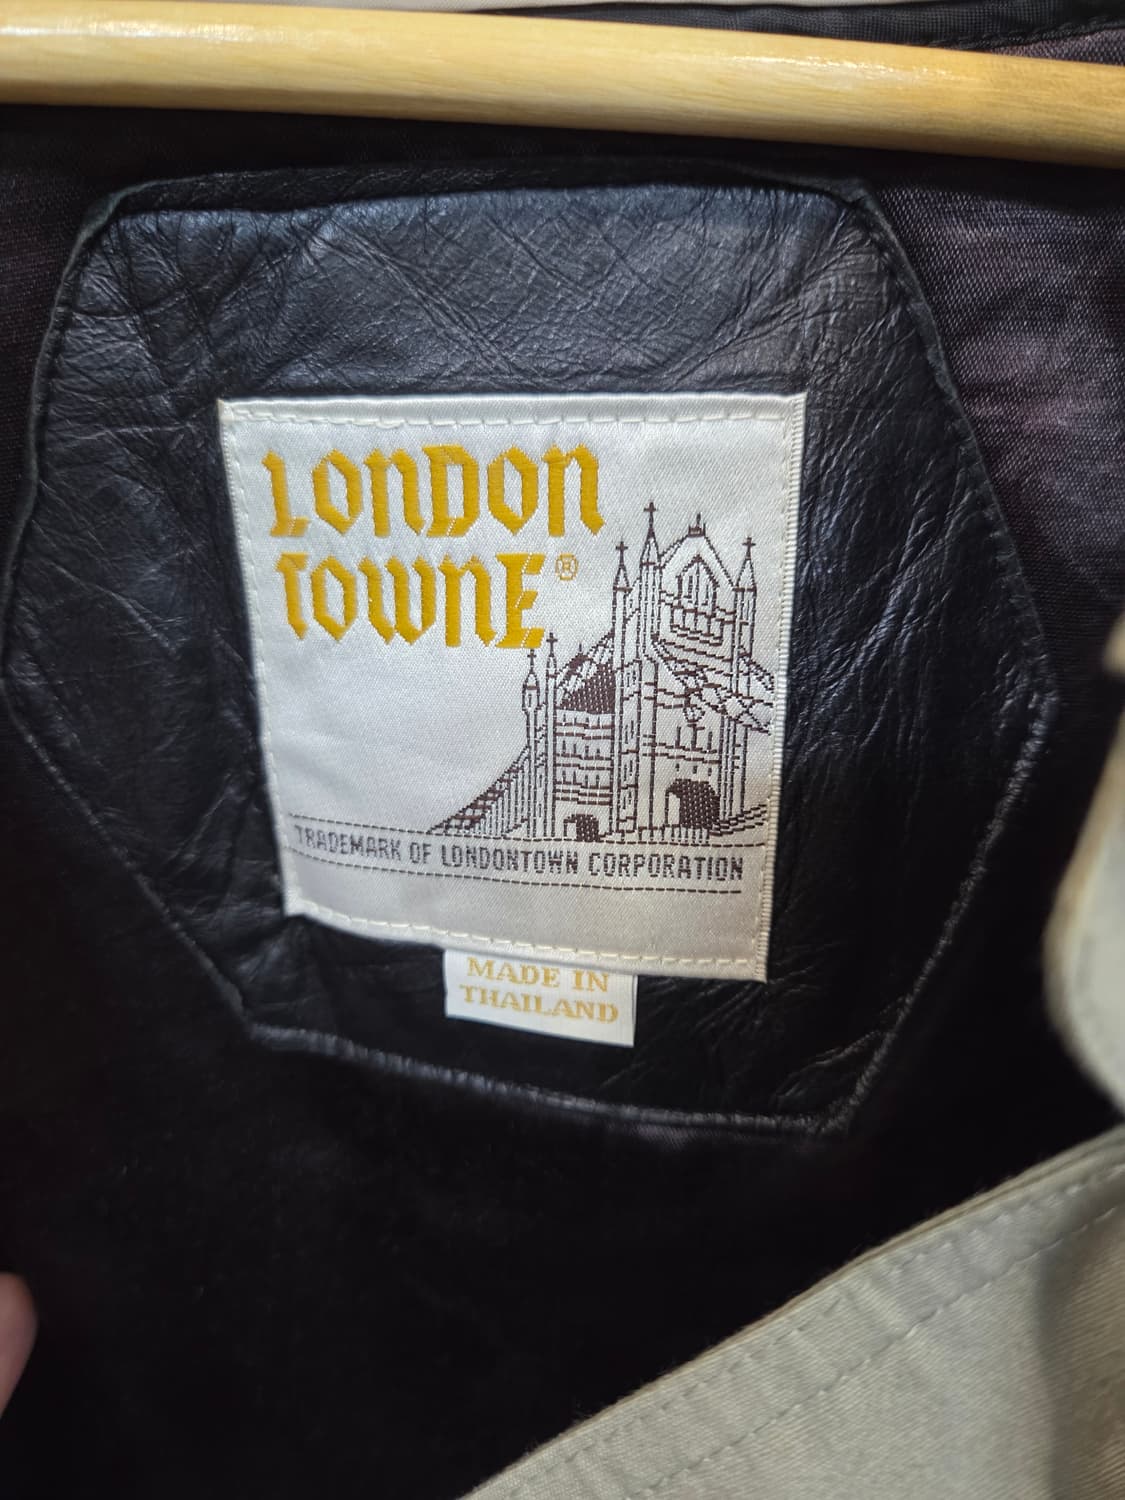 LONDON
TOWNE®
TRADEMARK OF LONDONTOWN CORPORATION
MADE IN
THAILAND